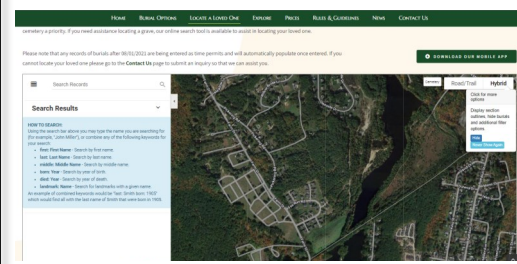 HOME BURIAL OPTIONS LOCATE A LOVED ONE EXPLORE PRICES RULES & GUIDELINES NEWS CONTACT US
cemetery a priority. If you need assistance locating a grave, our online search tool is available to assist in locating your loved one.
Please note that any records of burials after 09/01/2021 are being entered as time permits and will automatically populate once entered. If you
cannot locate your loved one please go to the Contact Us page to submit an inquiry so that we can assist you.
DOWNLOAD OUR MOBILE APP
Search Records
Search Results
HOW TO SEARCH
Using the search bar above you may type the name you are searching for
(for example, "John Miller"), or combine any of the following keywords for
your search:
first: First Name - Search by first name.
last: Last Name - Search by last name.
middle: Middle Name - Search by middle name.
born: Year - Search by year of birth.
died: Year - Search by year of death.
landmark: Name - Search for landmarks with a given name.
An example of combined keywords would be "last: Smith born: 1905"
which would find all with the last name of Smith that were born in 1905.
Cemetery Road/Trail Hybrid
Click for more
options
Display section
outlines, hide burials
and additional filter
options.
Hide